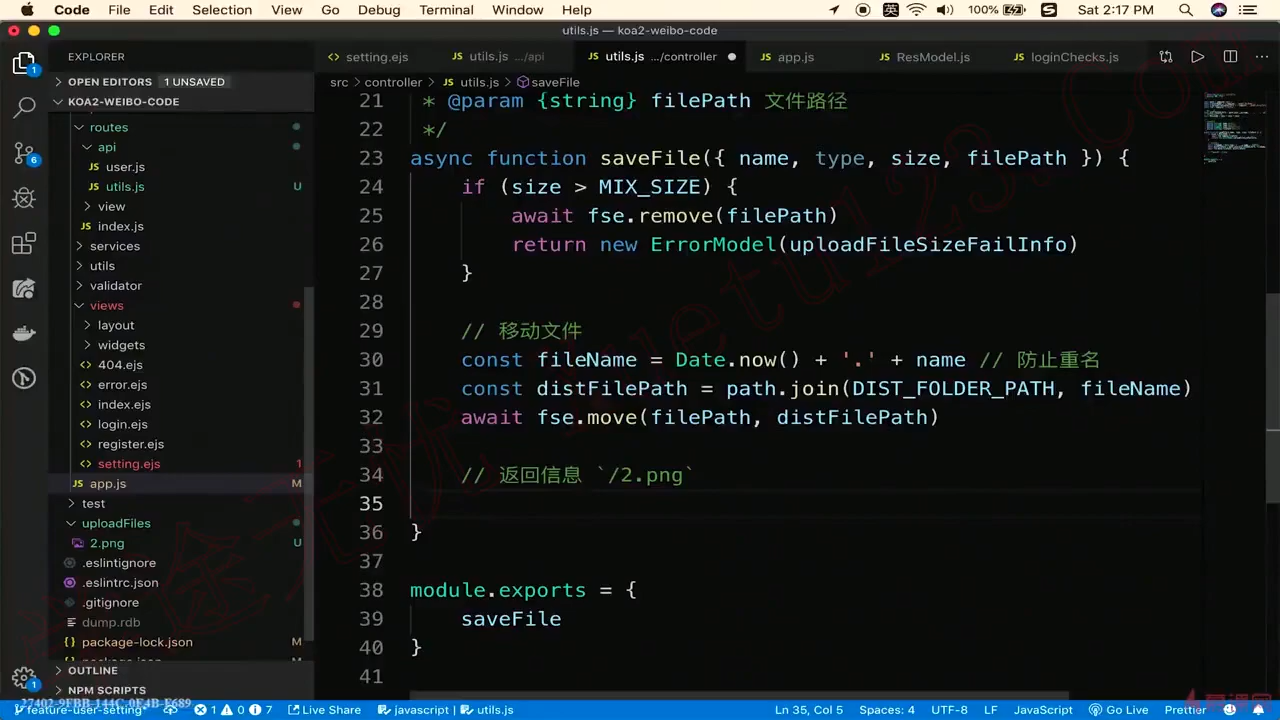 Code File Edit Selection View Go Debug Terminal Window Help 英 100% Sat 2:17 PM
utils.js — koa2-weibo-code
EXPLORER
OPEN EDITORS 1 UNSAVED
KOA2-WEIBO-CODE
routes
api
user.js
utils.js U
view
index.js
services
utils
validator
views
layout
widgets
404.ejs
error.ejs
index.ejs
login.ejs
register.ejs
setting.ejs 1
app.js M
test
uploadFiles
2.png U
.eslintignore
.eslintrc.json
.gitignore
dump.rdb
package-lock.json M
OUTLINE
NPM SCRIPTS
1
6
1
setting.ejs utils.js .../api utils.js .../controller app.js ResModel.js loginChecks.js
src > controller > utils.js > saveFile
21 * @param {string} filePath 文件路径
22 */
23 async function saveFile({ name, type, size, filePath }) {
24 if (size > MIX_SIZE) {
25 await fse.remove(filePath)
26 return new ErrorModel(uploadFileSizeFailInfo)
27 }
28
29 // 移动文件
30 const fileName = Date.now() + '.' + name // 防止重名
31 const distFilePath = path.join(DIST_FOLDER_PATH, fileName)
32 await fse.move(filePath, distFilePath)
33
34 // 返回信息 `/2.png`
35
36 }
37
38 module.exports = {
39 saveFile
40 }
41
feature-user-setting* 1 0 7 Live Share javascript | utils.js Ln 35, Col 5 Spaces: 4 UTF-8 LF JavaScript Go Live Prettier